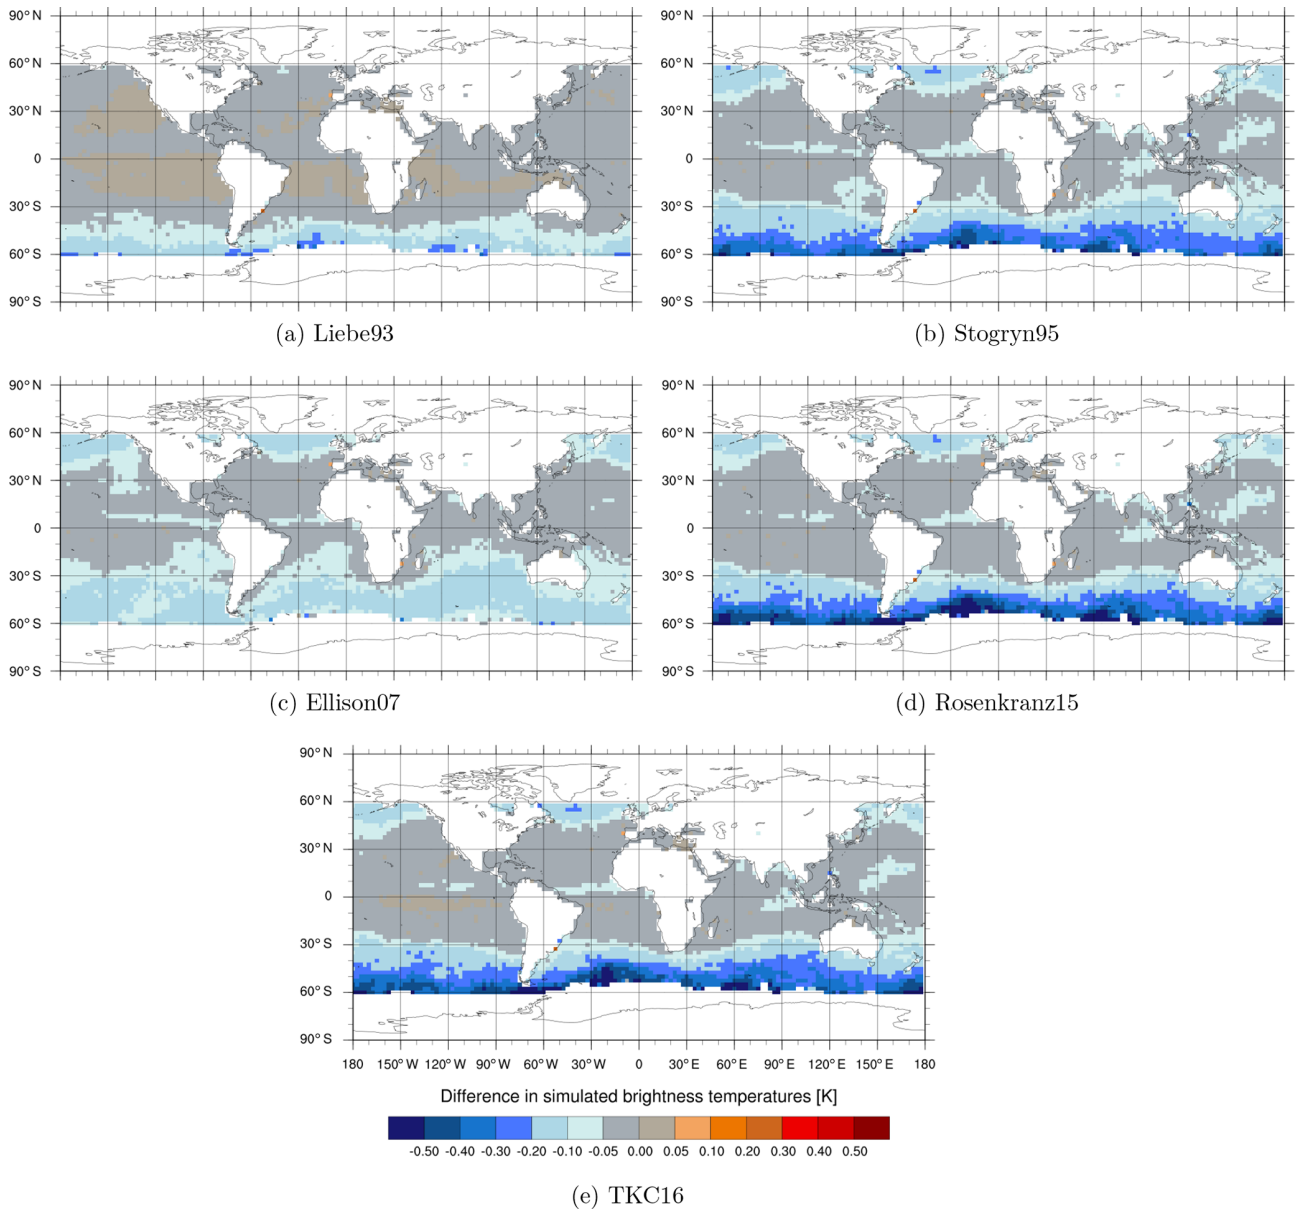 90° N
60° N
30° N
0
30° S
60° S
90° S
(a) Liebe93
90° N
60° N
30° N
0
30° S
60° S
90° S
(b) Stogryn95
90° N
60° N
30° N
0
30° S
60° S
90° S
(c) Ellison07
90° N
60° N
30° N
0
30° S
60° S
90° S
(d) Rosenkranz15
90° N
60° N
30° N
0
30° S
60° S
90° S
180 150° W 120° W 90° W 60° W 30° W 0 30° E 60° E 90° E 120° E 150° E 180
Difference in simulated brightness temperatures [K]
-0.50 -0.40 -0.30 -0.20 -0.10 -0.05 0.00 0.05 0.10 0.20 0.30 0.40 0.50
(e) TKC16